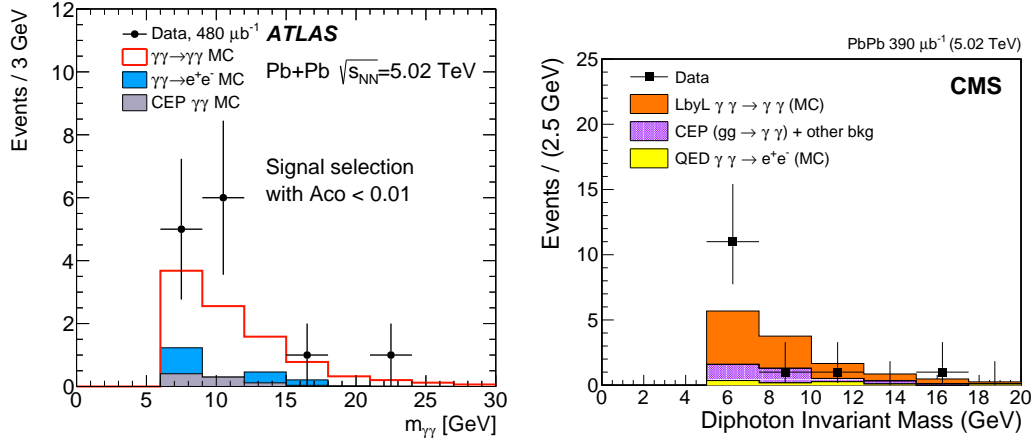 Events / 3 GeV
12
10
8
6
4
2
0
Data, 480 μb⁻¹ ATLAS
γγ→γγ MC
γγ→e⁺e⁻ MC
CEP γγ MC
Pb+Pb √sNN=5.02 TeV
Signal selection
with Aco < 0.01
0 5 10 15 20 25 30
mγγ [GeV]
PbPb 390 μb⁻¹ (5.02 TeV)
Events / (2.5 GeV)
25
20
15
10
5
0
CMS
Data
LbyL γ γ → γ γ (MC)
CEP (gg → γ γ) + other bkg
QED γ γ → e⁺e⁻ (MC)
0 2 4 6 8 10 12 14 16 18 20
Diphoton Invariant Mass (GeV)